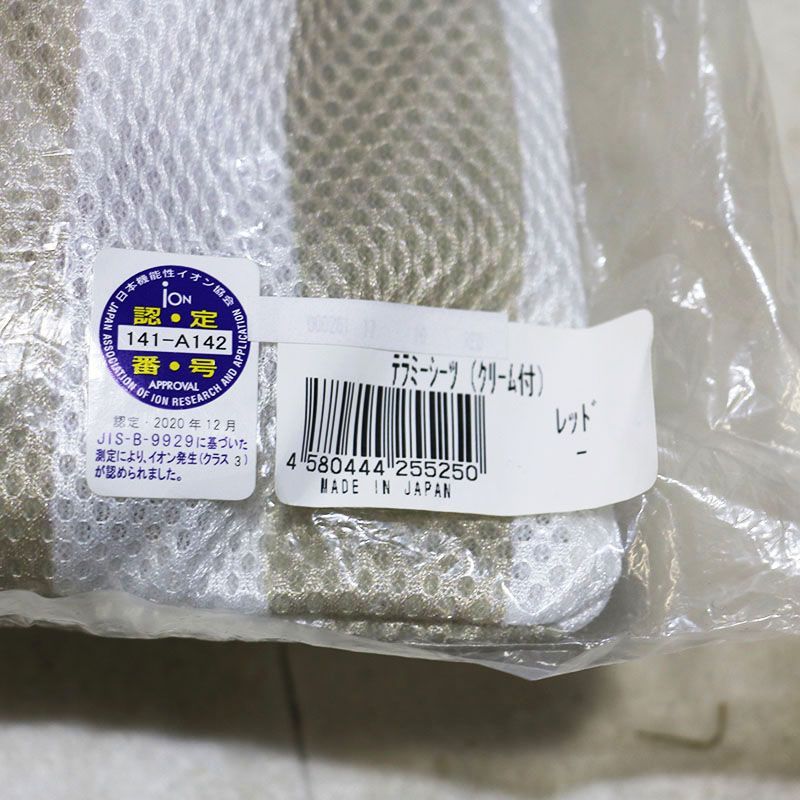 日本機能性イオン協会
iON
認・定
141-A142
番・号
APPROVAL
JAPAN ASSOCIATION OF ION RESEARCH AND APPLICATION
認定・2020年12月
JIS-B-9929に基づいた
測定により、イオン発生(クラス 3)
が認められました。
テラミーシーツ (クリーム付)
レッド
-
4 580444 255250
MADE IN JAPAN